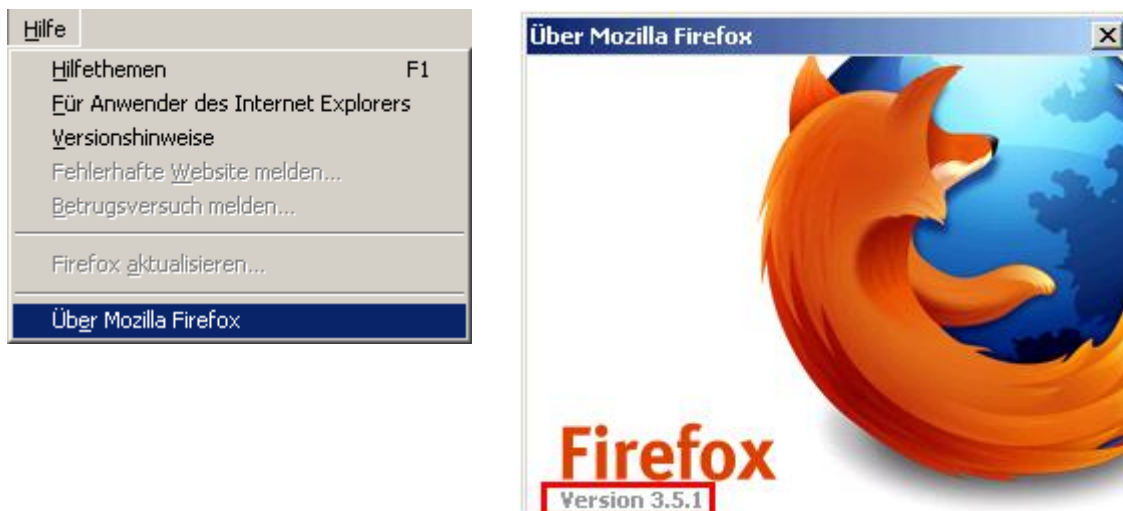 Hilfe
Hilfethemen F1
Für Anwender des Internet Explorers
Versionshinweise
Fehlerhafte Website melden...
Betrugsversuch melden...
Firefox aktualisieren...
Über Mozilla Firefox
Über Mozilla Firefox
Firefox
Version 3.5.1